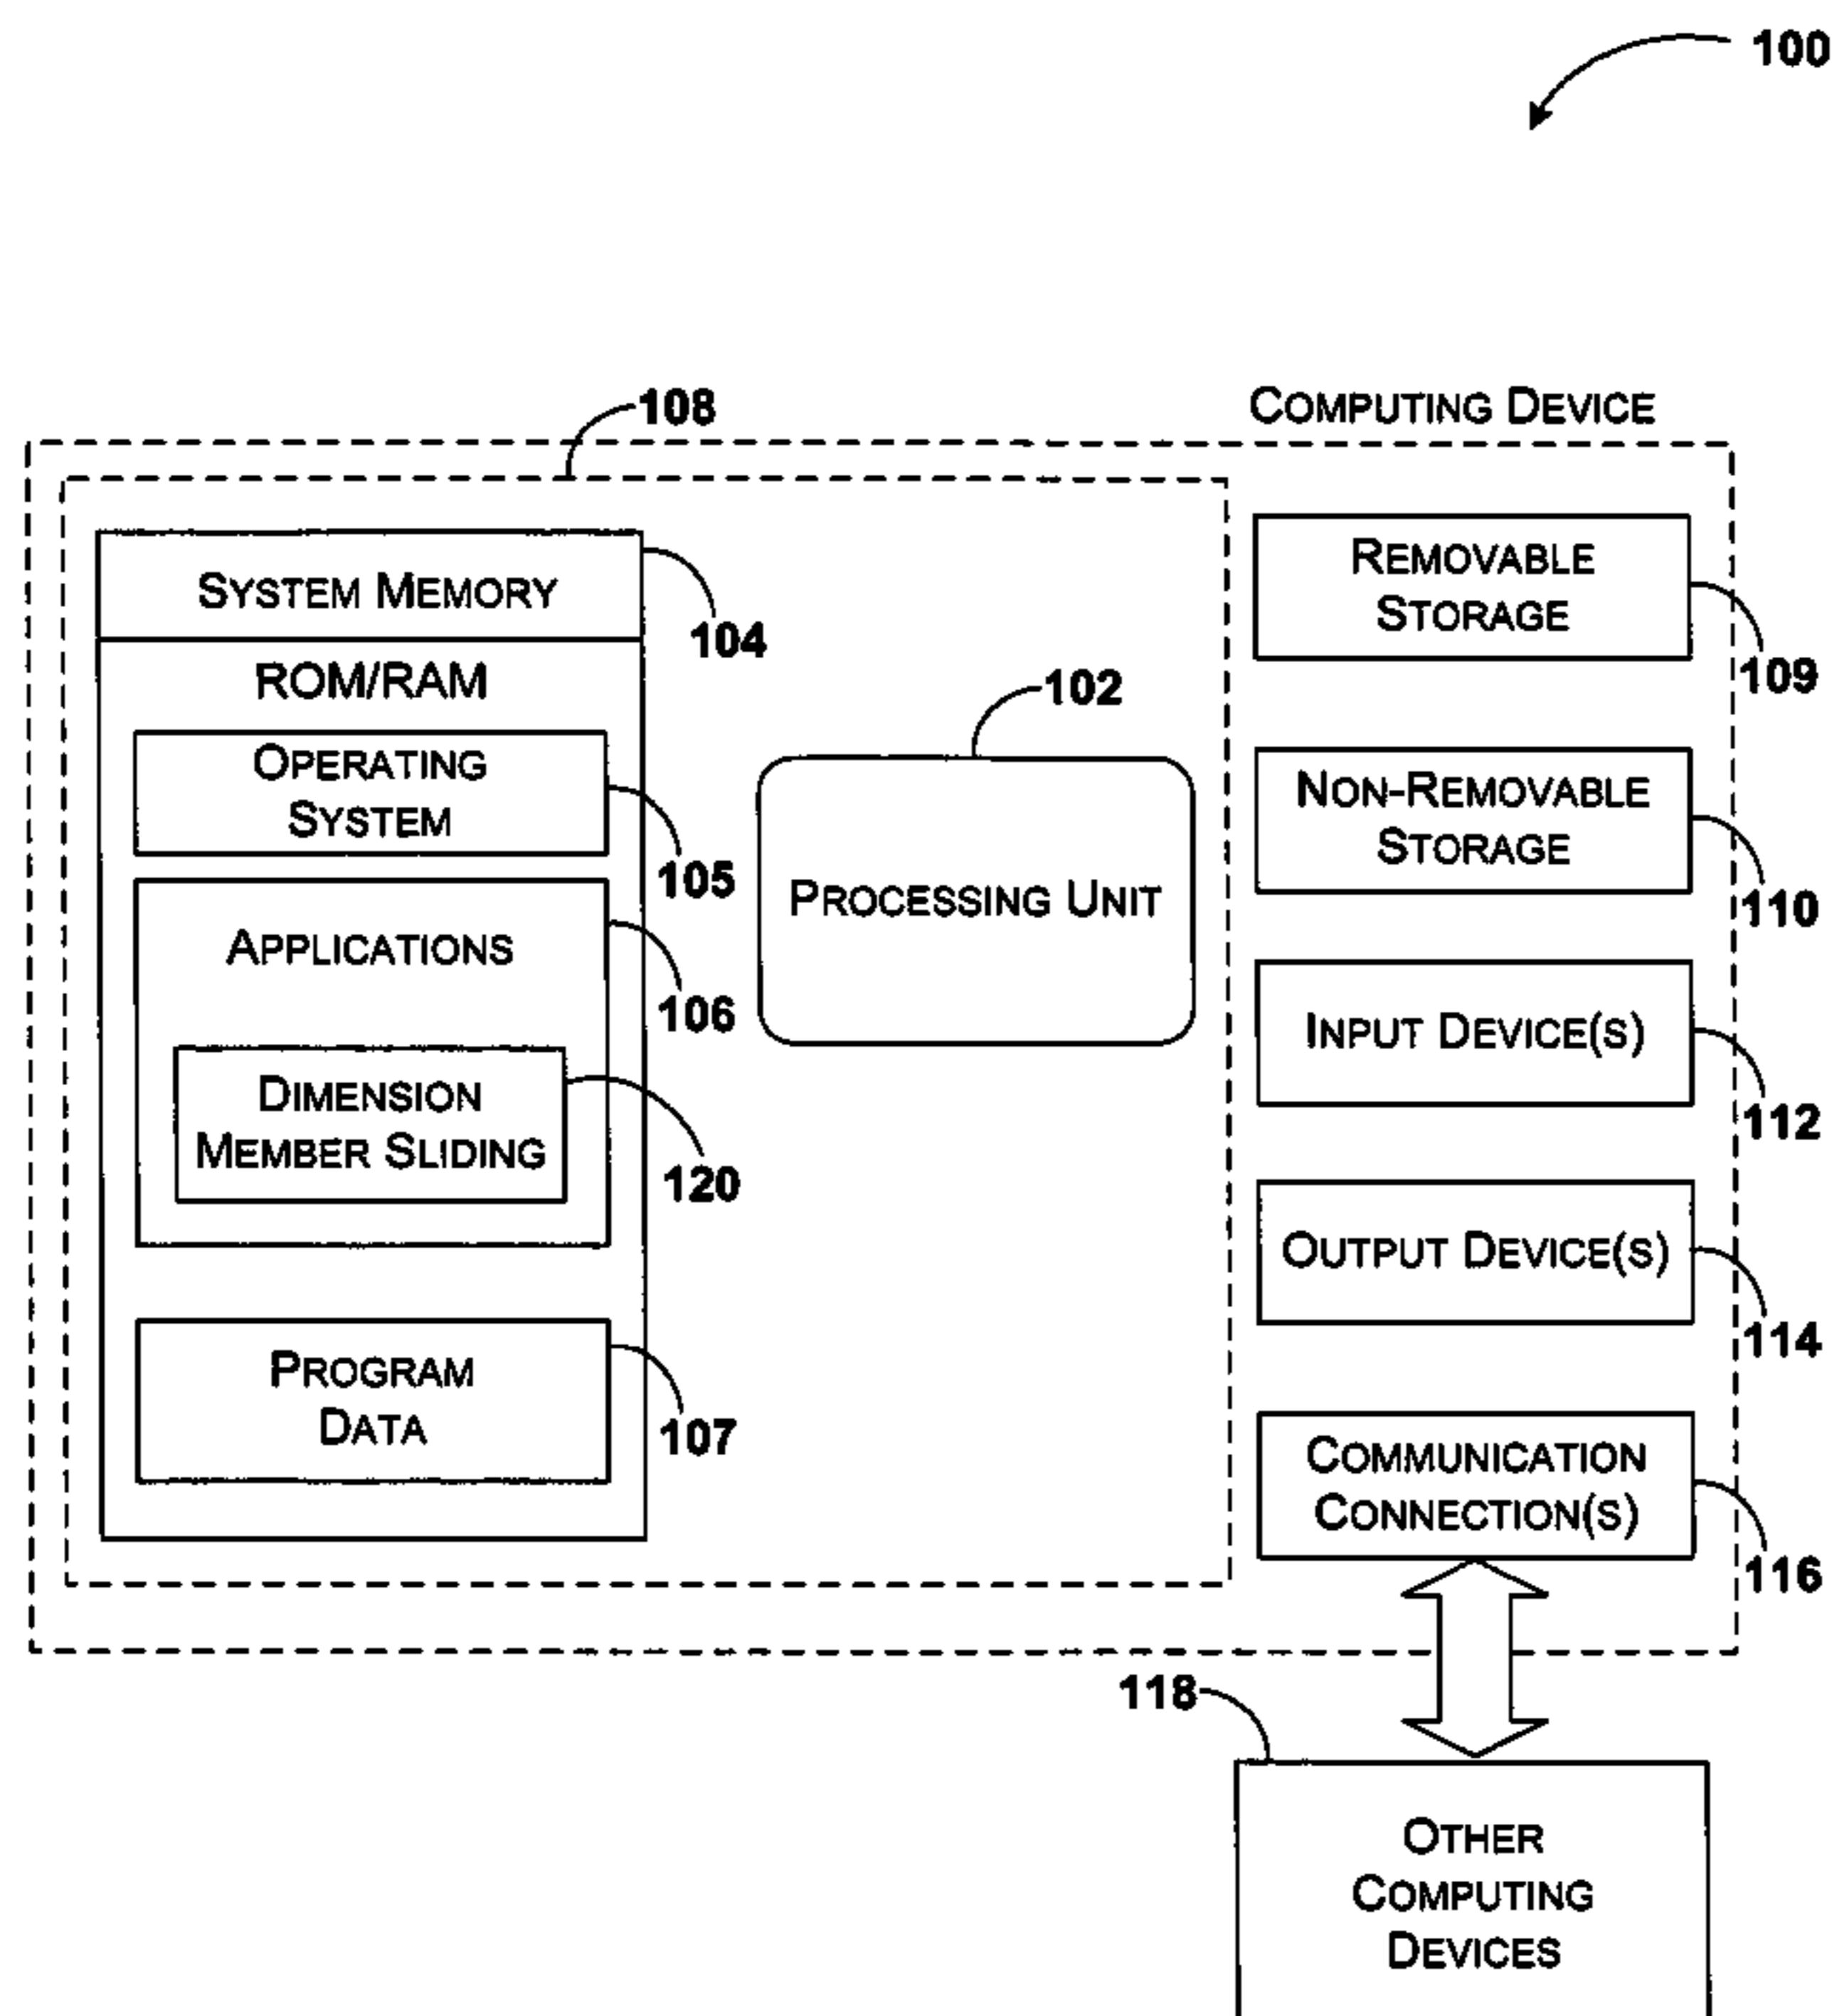 100
108
COMPUTING DEVICE
SYSTEM MEMORY
104
ROM/RAM
OPERATING
SYSTEM
105
APPLICATIONS
106
DIMENSION
MEMBER SLIDING
120
PROGRAM
DATA
107
102
PROCESSING UNIT
REMOVABLE
STORAGE
109
NON-REMOVABLE
STORAGE
110
INPUT DEVICE(S)
112
OUTPUT DEVICE(S)
114
COMMUNICATION
CONNECTION(S)
116
118
OTHER
COMPUTING
DEVICES